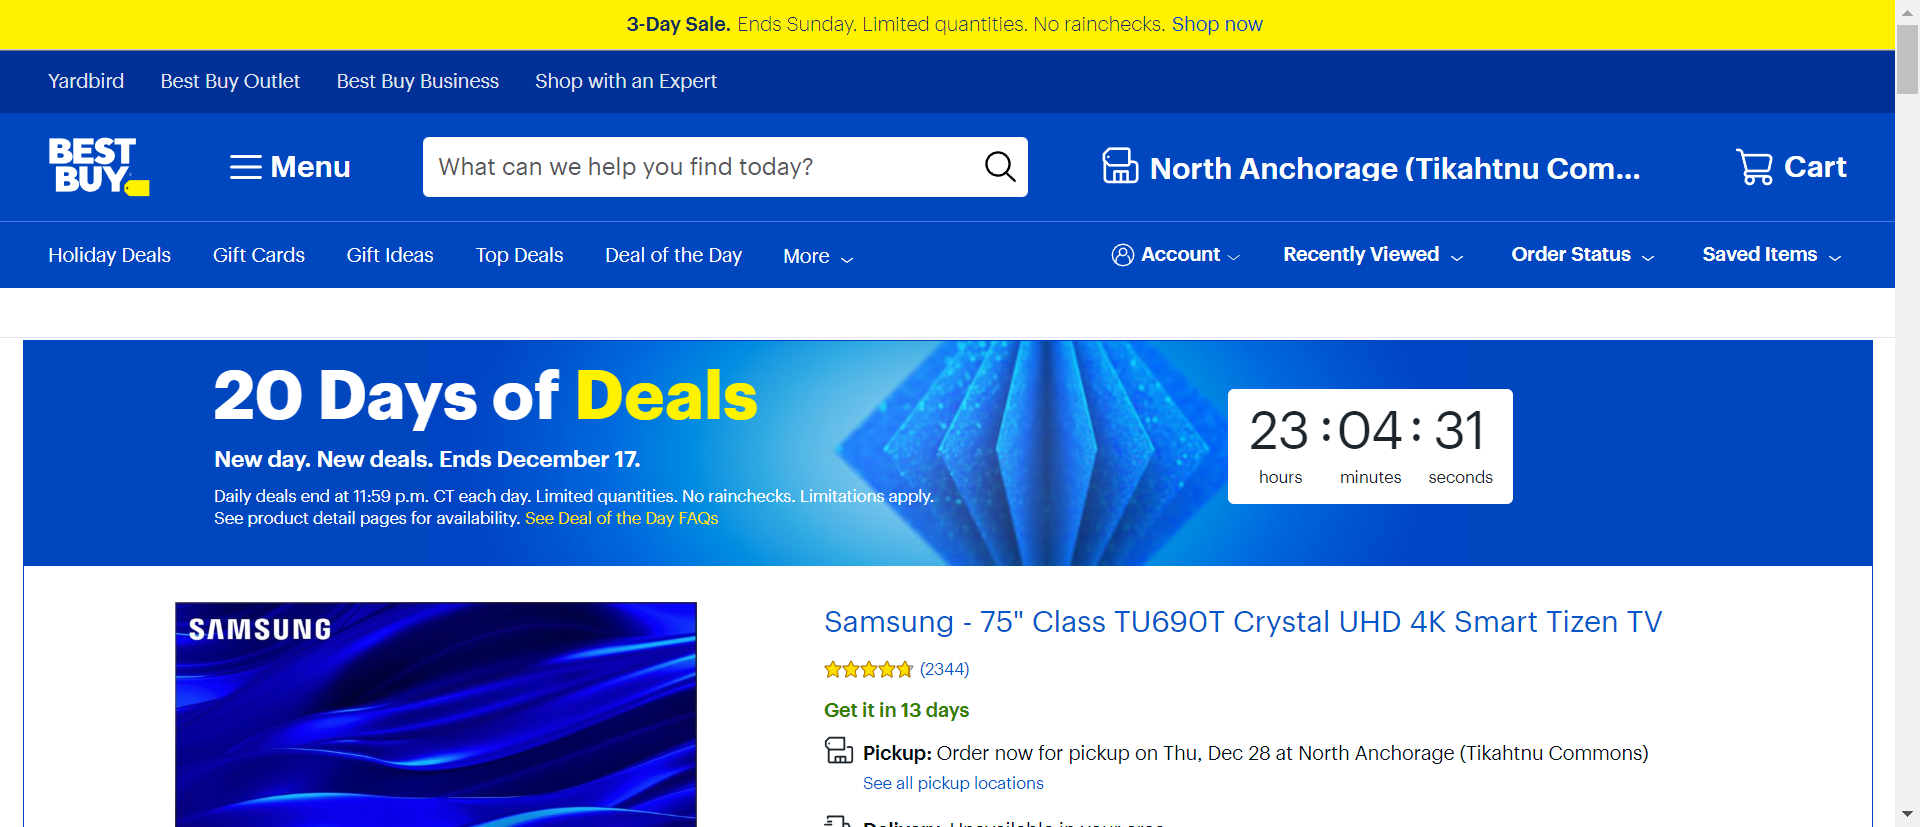 3-Day Sale. Ends Sunday. Limited quantities. No rainchecks. Shop now
Yardbird Best Buy Outlet Best Buy Business Shop with an Expert
BEST
BUY
Menu
What can we help you find today?
North Anchorage (Tikahtnu Com...
Cart
Holiday Deals Gift Cards Gift Ideas Top Deals Deal of the Day More
Account Recently Viewed Order Status Saved Items
20 Days of Deals
New day. New deals. Ends December 17.
Daily deals end at 11:59 p.m. CT each day. Limited quantities. No rainchecks. Limitations apply.
See product detail pages for availability. See Deal of the Day FAQs
23 : 04 : 31
hours minutes seconds
SAMSUNG
Samsung - 75" Class TU690T Crystal UHD 4K Smart Tizen TV
(2344)
Get it in 13 days
Pickup: Order now for pickup on Thu, Dec 28 at North Anchorage (Tikahtnu Commons)
See all pickup locations
Delivery: Unavailable in your area